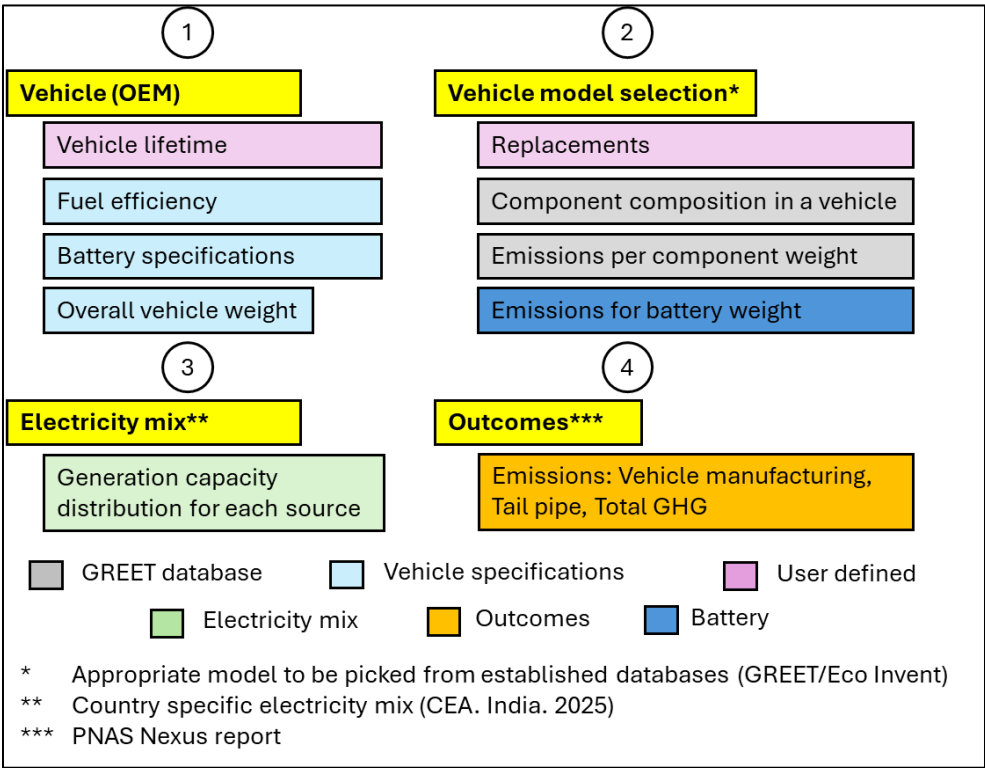 1
Vehicle (OEM)
Vehicle lifetime
Fuel efficiency
Battery specifications
Overall vehicle weight
2
Vehicle model selection*
Replacements
Component composition in a vehicle
Emissions per component weight
Emissions for battery weight
3
Electricity mix**
Generation capacity
distribution for each source
4
Outcomes***
Emissions: Vehicle manufacturing,
Tail pipe, Total GHG
GREET database
Vehicle specifications
User defined
Electricity mix
Outcomes
Battery
* Appropriate model to be picked from established databases (GREET/Eco Invent)
** Country specific electricity mix (CEA. India. 2025)
*** PNAS Nexus report